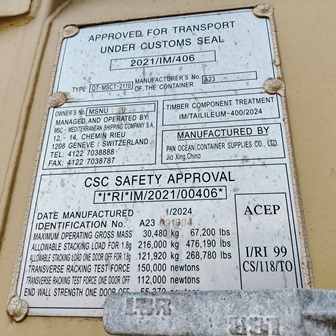 APPROVED FOR TRANSPORT
UNDER CUSTOMS SEAL
2021/IM/406
TYPE QT-MSCT-2110 MANUFACTURER'S No. OF THE CONTAINER A23
OWNER'S No. MSNU
MANAGED AND OPERATED BY:
MSC - MEDITERRANEAN SHIPPING COMPANY S.A.
12. - 14, CHEMIN RIEU
1208 GENEVE / SWITZERLAND
TEL: 4122 7038888
FAX: 4122 7038787
TIMBER COMPONENT TREATMENT
IM/TAILILEUM-400/2024
MANUFACTURED BY
PAN OCEAN CONTAINER SUPPLIES CO., LTD.
Jia Xing.China
CSC SAFETY APPROVAL
*I*RI*IM/2021/00406*
DATE MANUFACTURED 1/2024
IDENTIFICATION No. A23
MAXIMUM OPERATING GROSS MASS 30,480 kg 67,200 lbs
ALLOWABLE STACKING LOAD FOR 1.8g 216,000 kg 476,190 lbs
ALLOWABLE STACKING LOAD ONE DOOR OFF FOR 1.8g 121,920 kg 268,780 lbs
TRANSVERSE RACKING TEST FORCE 150,000 newtons
TRANSVERSE RACKING TEST FORCE ONE DOOR OFF 112,000 newtons
END WALL STRENGTH ONE DOOR OFF
ACEP
I/RI 99
CS/118/TO